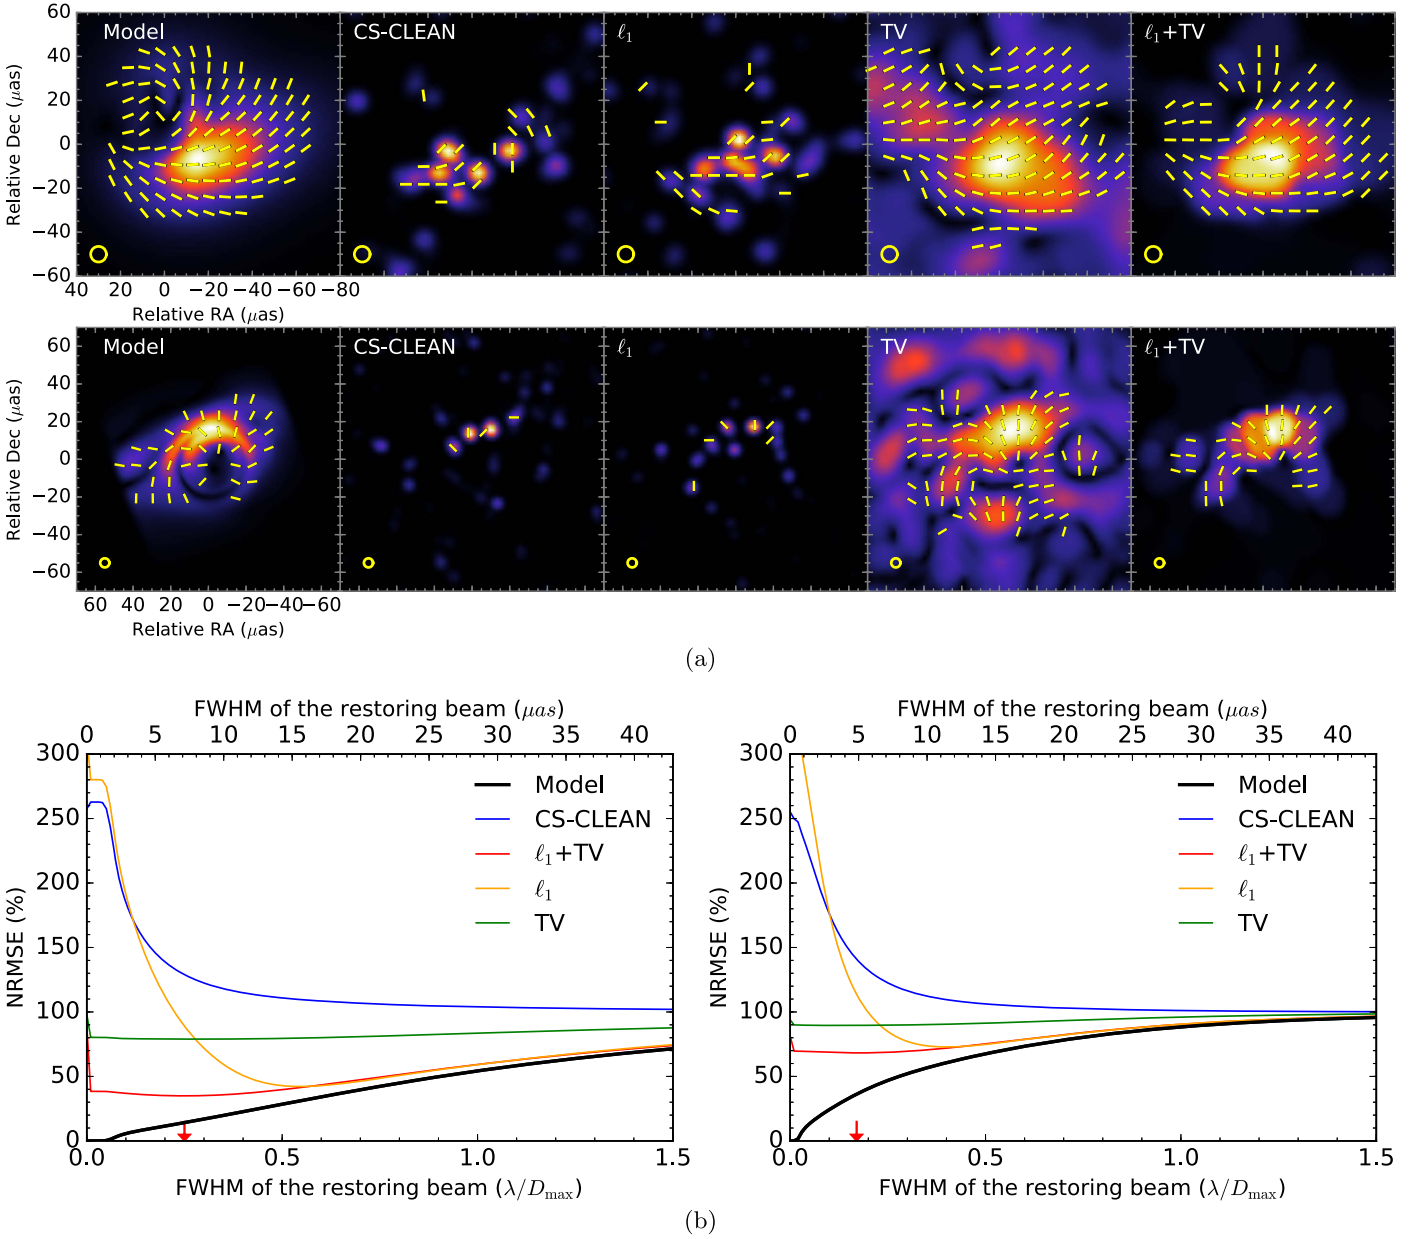 Model CS-CLEAN ℓ₁ TV ℓ₁+TV
60
40
20
0
−20
−40
−60
Relative Dec (μas)
40 20 0 −20 −40 −60 −80
Relative RA (μas)
Model CS-CLEAN ℓ₁ TV ℓ₁+TV
60
40
20
0
−20
−40
−60
Relative Dec (μas)
60 40 20 0 −20 −40 −60
Relative RA (μas)
(a)
FWHM of the restoring beam (μas)
0 5 10 15 20 25 30 35 40
300
250
200
150
100
50
0
NRMSE (%)
Model
CS-CLEAN
ℓ₁+TV
ℓ₁
TV
0.0 0.5 1.0 1.5
FWHM of the restoring beam (λ/D_max)
FWHM of the restoring beam (μas)
0 5 10 15 20 25 30 35 40
300
250
200
150
100
50
0
NRMSE (%)
Model
CS-CLEAN
ℓ₁+TV
ℓ₁
TV
0.0 0.5 1.0 1.5
FWHM of the restoring beam (λ/D_max)
(b)